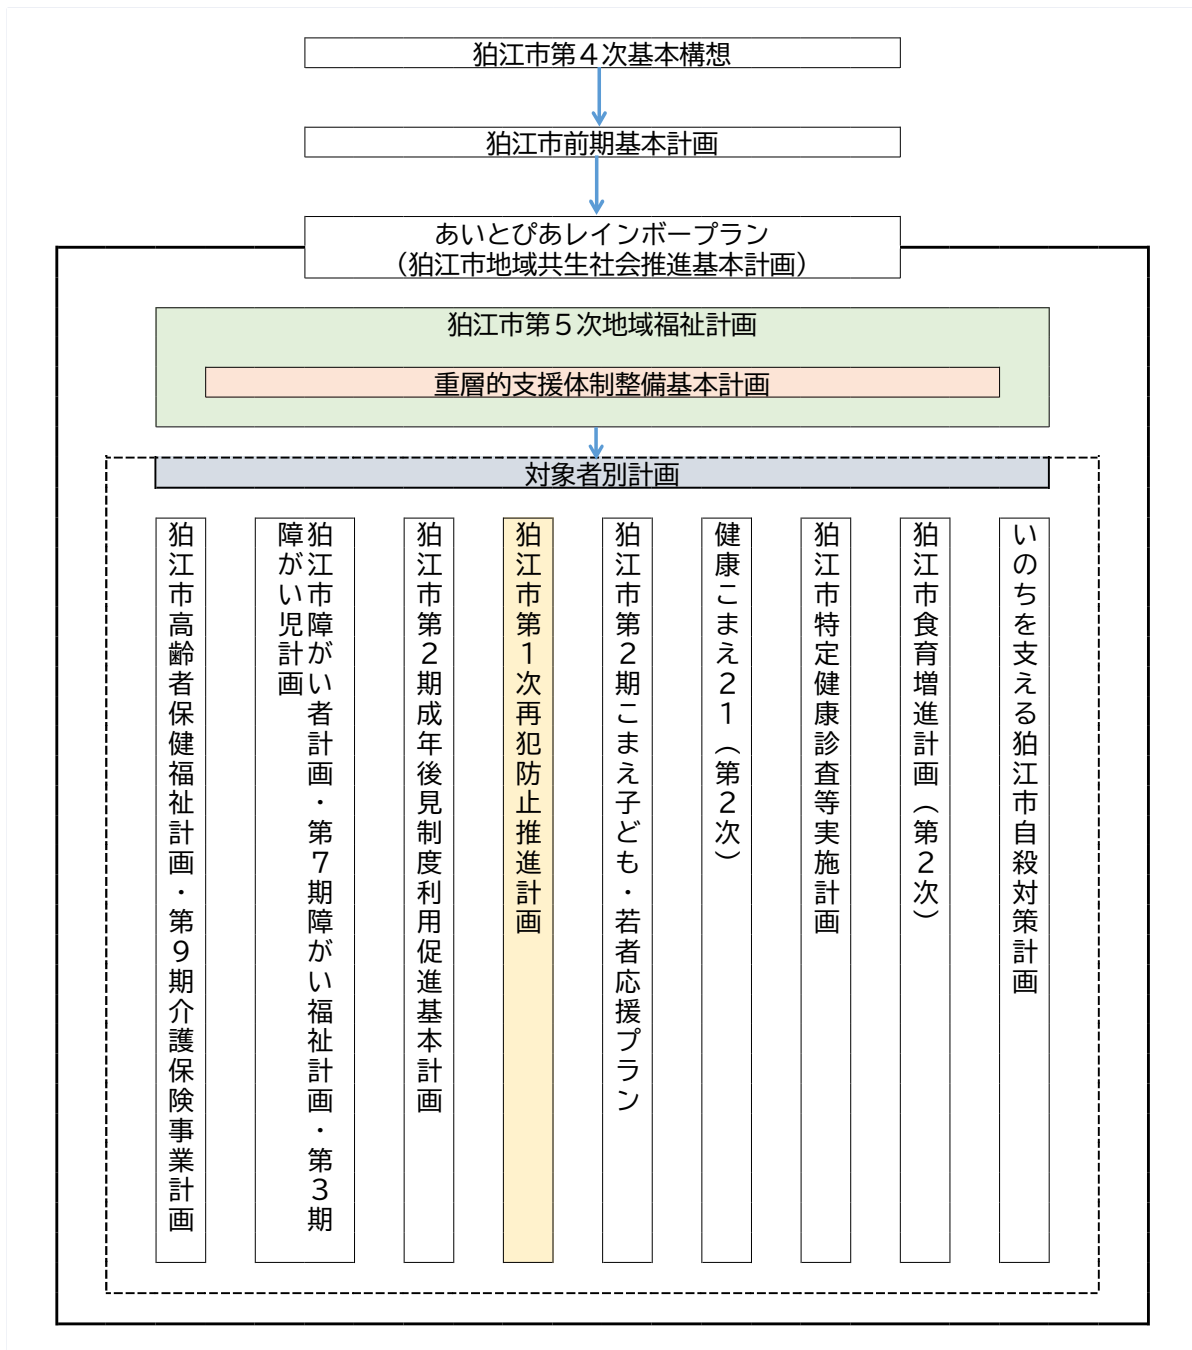 狛江市第４次基本構想
狛江市前期基本計画
あいとぴあレインボープラン
（狛江市地域共生社会推進基本計画）
狛江市第５次地域福祉計画
重層的支援体制整備基本計画
対象者別計画
狛江市高齢者保健福祉計画・第９期介護保険事業計画
狛江市障がい者計画・第７期障がい福祉計画・第３期
障がい児計画
狛江市第２期成年後見制度利用促進基本計画
狛江市第１次再犯防止推進計画
狛江市第２期こまえ子ども・若者応援プラン
健康こまえ２１（第２次）
狛江市特定健康診査等実施計画
狛江市食育増進計画（第２次）
いのちを支える狛江市自殺対策計画